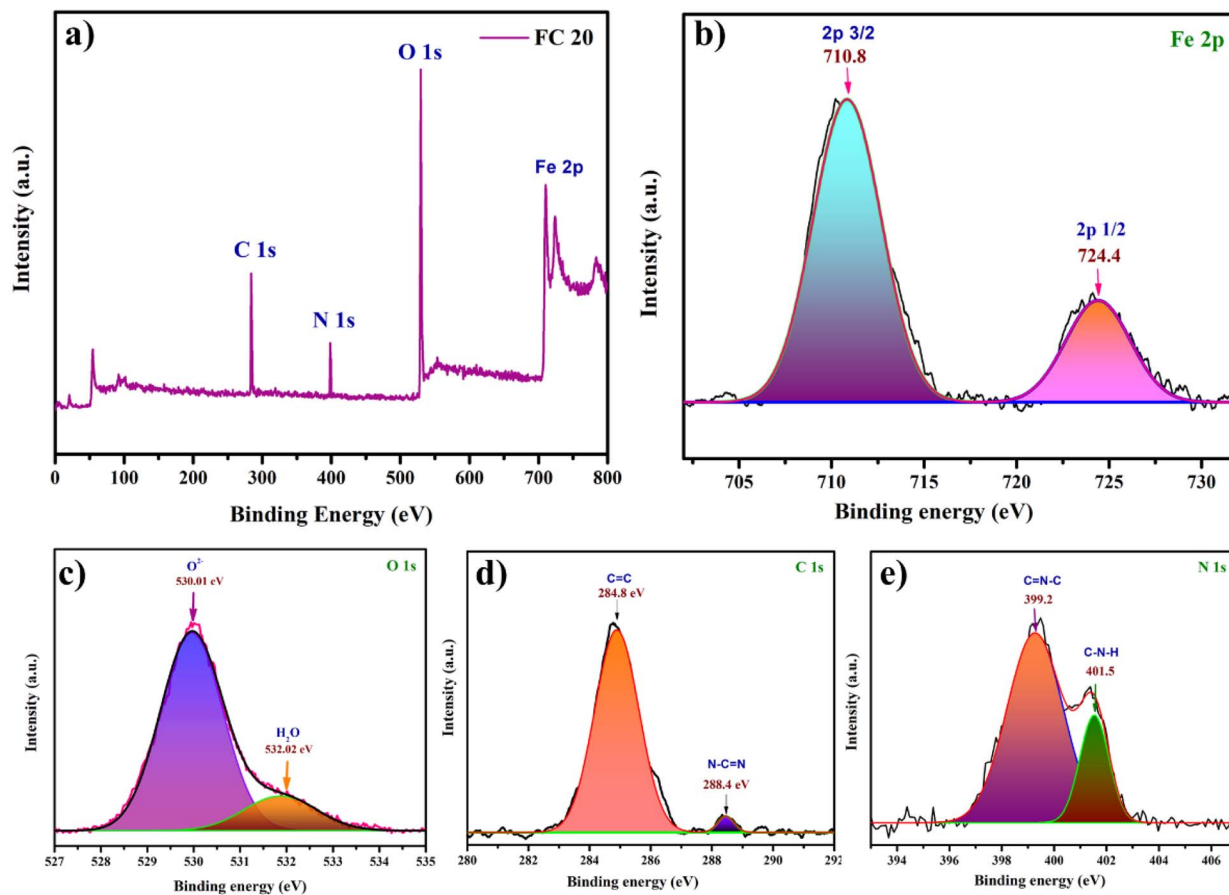 a)
FC 20
O 1s
Fe 2p
C 1s
N 1s
Intensity (a.u.)
0 100 200 300 400 500 600 700 800
Binding Energy (eV)
b)
Fe 2p
2p 3/2
710.8
2p 1/2
724.4
Intensity (a.u.)
705 710 715 720 725 730
Binding energy (eV)
c)
O 1s
O²⁻
530.01 eV
H₂O
532.02 eV
Intensity (a.u.)
527 528 529 530 531 532 533 534 535
Binding energy (eV)
d)
C 1s
C=C
284.8 eV
N-C=N
288.4 eV
Intensity (a.u.)
280 282 284 286 288 290 292
Binding energy (eV)
e)
N 1s
C=N-C
399.2
C-N-H
401.5
Intensity (a.u.)
394 396 398 400 402 404 406
Binding energy (eV)